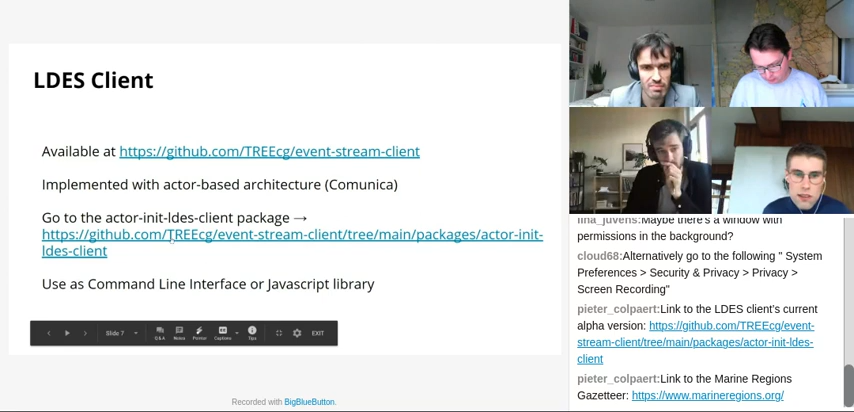 LDES Client
Available at https://github.com/TREEcg/event-stream-client
Implemented with actor-based architecture (Comunica)
Go to the actor-init-ldes-client package →
https://github.com/TREEcg/event-stream-client/tree/main/packages/actor-init-
ldes-client
Use as Command Line Interface or Javascript library
Slide 7
Q&A
Notes
Pointer
Captions
Tips
EXIT
Recorded with BigBlueButton.
lina_juvens:Maybe there's a window with
permissions in the background?
cloud68:Alternatively go to the following " System
Preferences > Security & Privacy > Privacy >
Screen Recording"
pieter_colpaert:Link to the LDES client's current
alpha version: https://github.com/TREEcg/event-
stream-client/tree/main/packages/actor-init-ldes-
client
pieter_colpaert:Link to the Marine Regions
Gazetteer: https://www.marineregions.org/